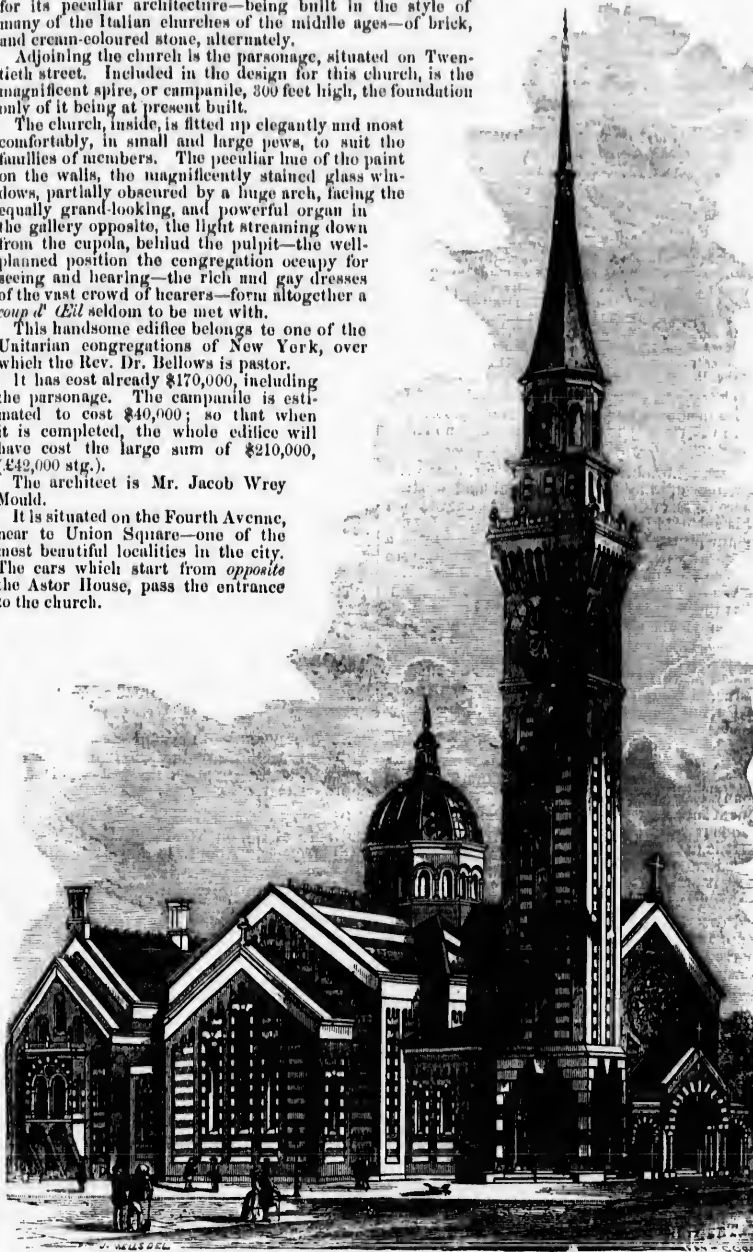 for its peculiar architecture—being built in the style of
many of the Italian churches of the middle ages—of brick,
and cream-coloured stone, alternately.
Adjoining the church is the parsonage, situated on Twen-
tieth street. Included in the design for this church, is the
magnificent spire, or campanile, 300 feet high, the foundation
only of it being at present built.
The church, inside, is fitted up elegantly and most
comfortably, in small and large pews, to suit the
families of members. The peculiar hue of the paint
on the walls, the magnificently stained glass win-
dows, partially obscured by a huge arch, facing the
equally grand-looking, and powerful organ in
the gallery opposite, the light streaming down
from the cupola, behind the pulpit—the well-
planned position the congregation occupy for
seeing and hearing—the rich and gay dresses
of the vast crowd of hearers—form altogether a
coup d' Œil seldom to be met with.
This handsome edifice belongs to one of the
Unitarian congregations of New York, over
which the Rev. Dr. Bellows is pastor.
It has cost already $170,000, including
the parsonage. The campanile is esti-
mated to cost $40,000; so that when
it is completed, the whole edifice will
have cost the large sum of $210,000,
(£42,000 stg.).
The architect is Mr. Jacob Wrey
Mould.
It is situated on the Fourth Avenue,
near to Union Square—one of the
most beautiful localities in the city.
The cars which start from opposite
the Astor House, pass the entrance
to the church.